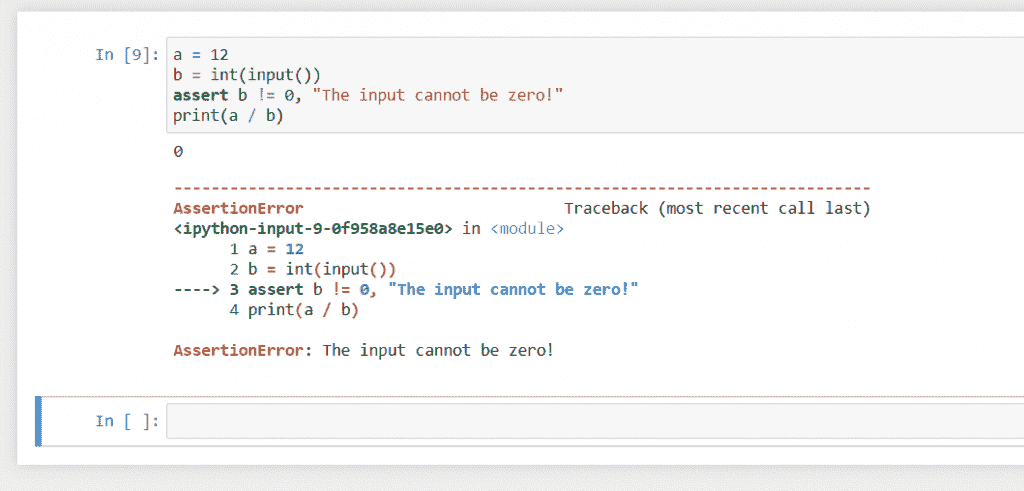 In [9]: a = 12
b = int(input())
assert b != 0, "The input cannot be zero!"
print(a / b)
0
---------------------------------------------------------------------------
AssertionError                            Traceback (most recent call last)
<ipython-input-9-0f958a8e15e0> in <module>
      1 a = 12
      2 b = int(input())
----> 3 assert b != 0, "The input cannot be zero!"
      4 print(a / b)
AssertionError: The input cannot be zero!
In [ ]: